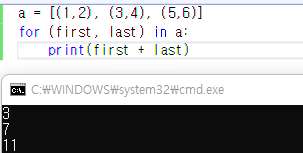 a = [(1,2), (3,4), (5,6)]
for (first, last) in a:
    print(first + last)
C:₩WINDOWS₩system32₩cmd.exe
3
7
11